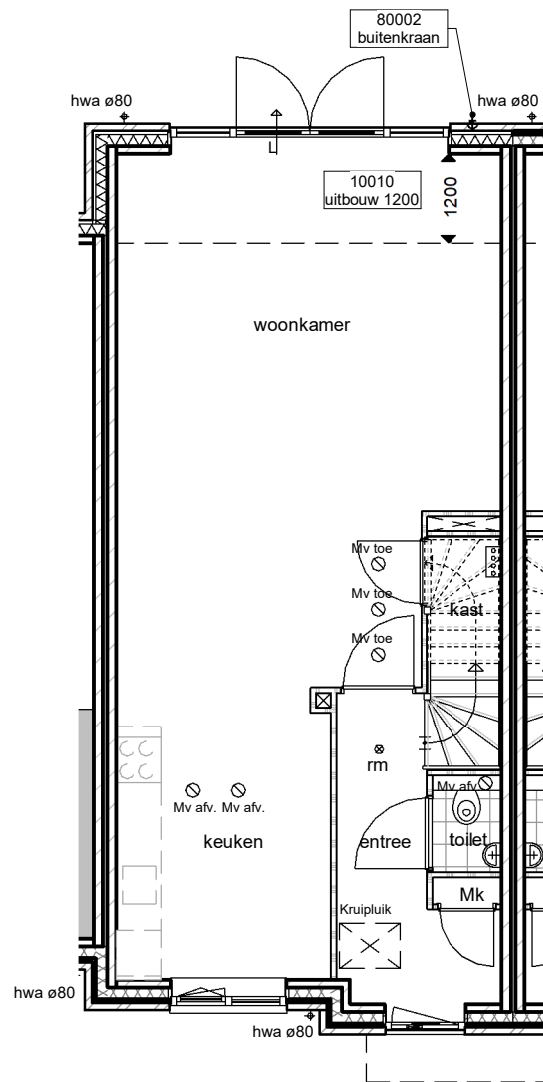 80002
buitenkraan
hwa ø80
hwa ø80
L
10010
uitbouw 1200
1200
woonkamer
Mv toe
kast
Mv toe
Mv toe
rm
Mv afv.
Mv afv.
Mv afv.
keuken
entree
toilet
Mk
Kruipluik
hwa ø80
hwa ø80